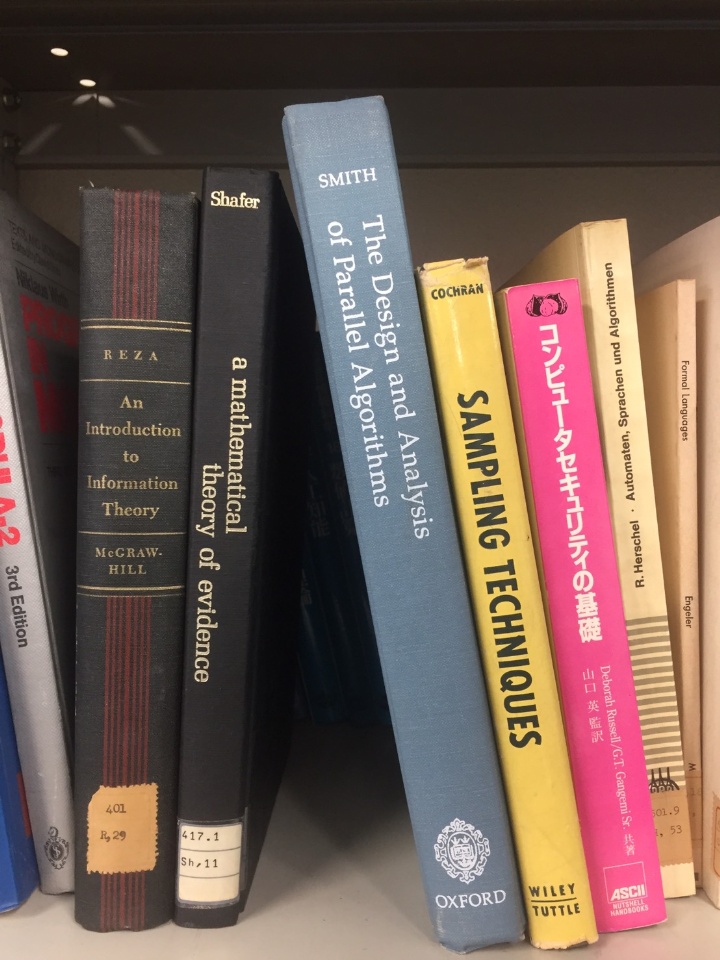 3rd Edition
REZA
An
Introduction
to
Information
Theory
McGRAW-
HILL
401
R, 29
Shafer
a mathematical
theory of evidence
417.1
Sh, 11
SMITH
The Design and Analysis
of Parallel Algorithms
OXFORD
COCHRAN
SAMPLING TECHNIQUES
WILEY
TUTTLE
コンピュータセキュリティの基礎
Deborah Russell/G.T. Gangemi Sr. 共著
山口 英 監訳
ASCII
NUTSHELL
HANDBOOKS
R. Herschel · Automaten, Sprachen und Algorithmen
Formal Languages
Engeler